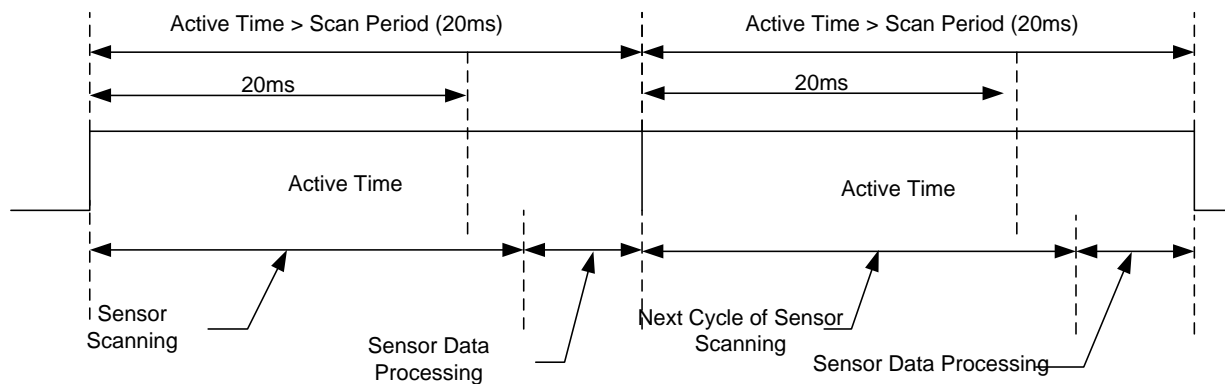 Active Time > Scan Period (20ms)
Active Time > Scan Period (20ms)
20ms
20ms
Active Time
Active Time
Sensor
Scanning
Sensor Data
Processing
Next Cycle of Sensor
Scanning
Sensor Data Processing